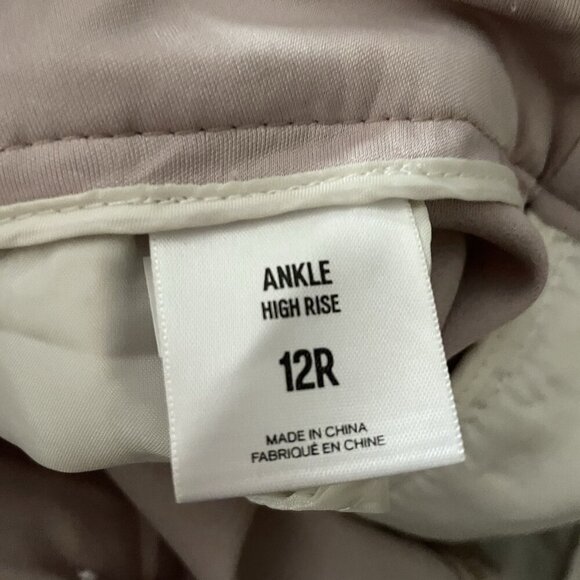 ANKLE
HIGH RISE
12R
MADE IN CHINA
FABRIQUÉ EN CHINE